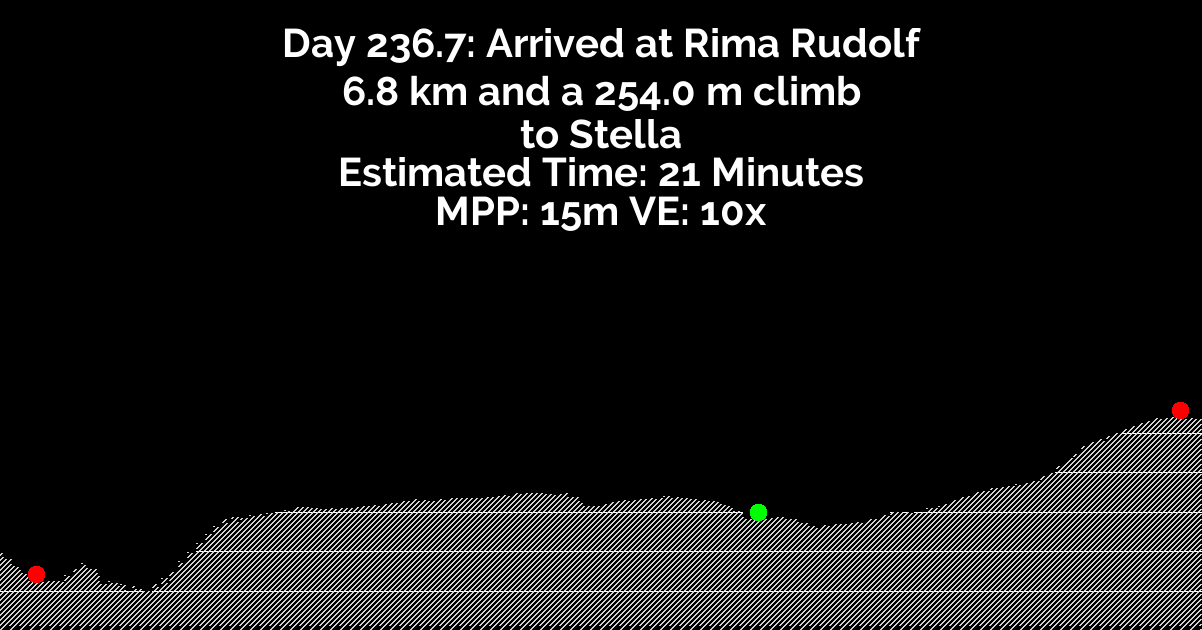 Day 236.7: Arrived at Rima Rudolf
6.8 km and a 254.0 m climb
to Stella
Estimated Time: 21 Minutes
MPP: 15m VE: 10x